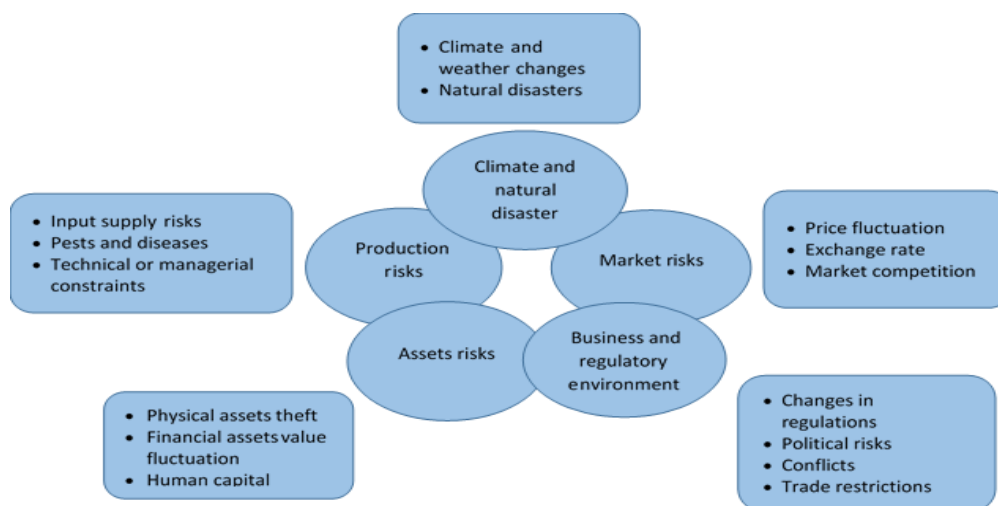 • Climate and
weather changes
• Natural disasters
Climate and
natural
disaster
• Input supply risks
• Pests and diseases
• Technical or managerial
constraints
Production
risks
Market risks
• Price fluctuation
• Exchange rate
• Market competition
Assets risks
Business and
regulatory
environment
• Physical assets theft
• Financial assets value
fluctuation
• Human capital
• Changes in
regulations
• Political risks
• Conflicts
• Trade restrictions